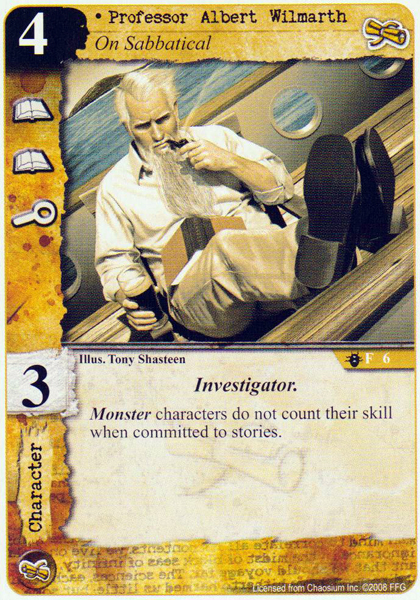 4
• Professor Albert Wilmarth
On Sabbatical
Illus. Tony Shasteen
F 6
3
Investigator.
Monster characters do not count their skill
when committed to stories.
Character
Licensed from Chaosium Inc. ©2008 FFG